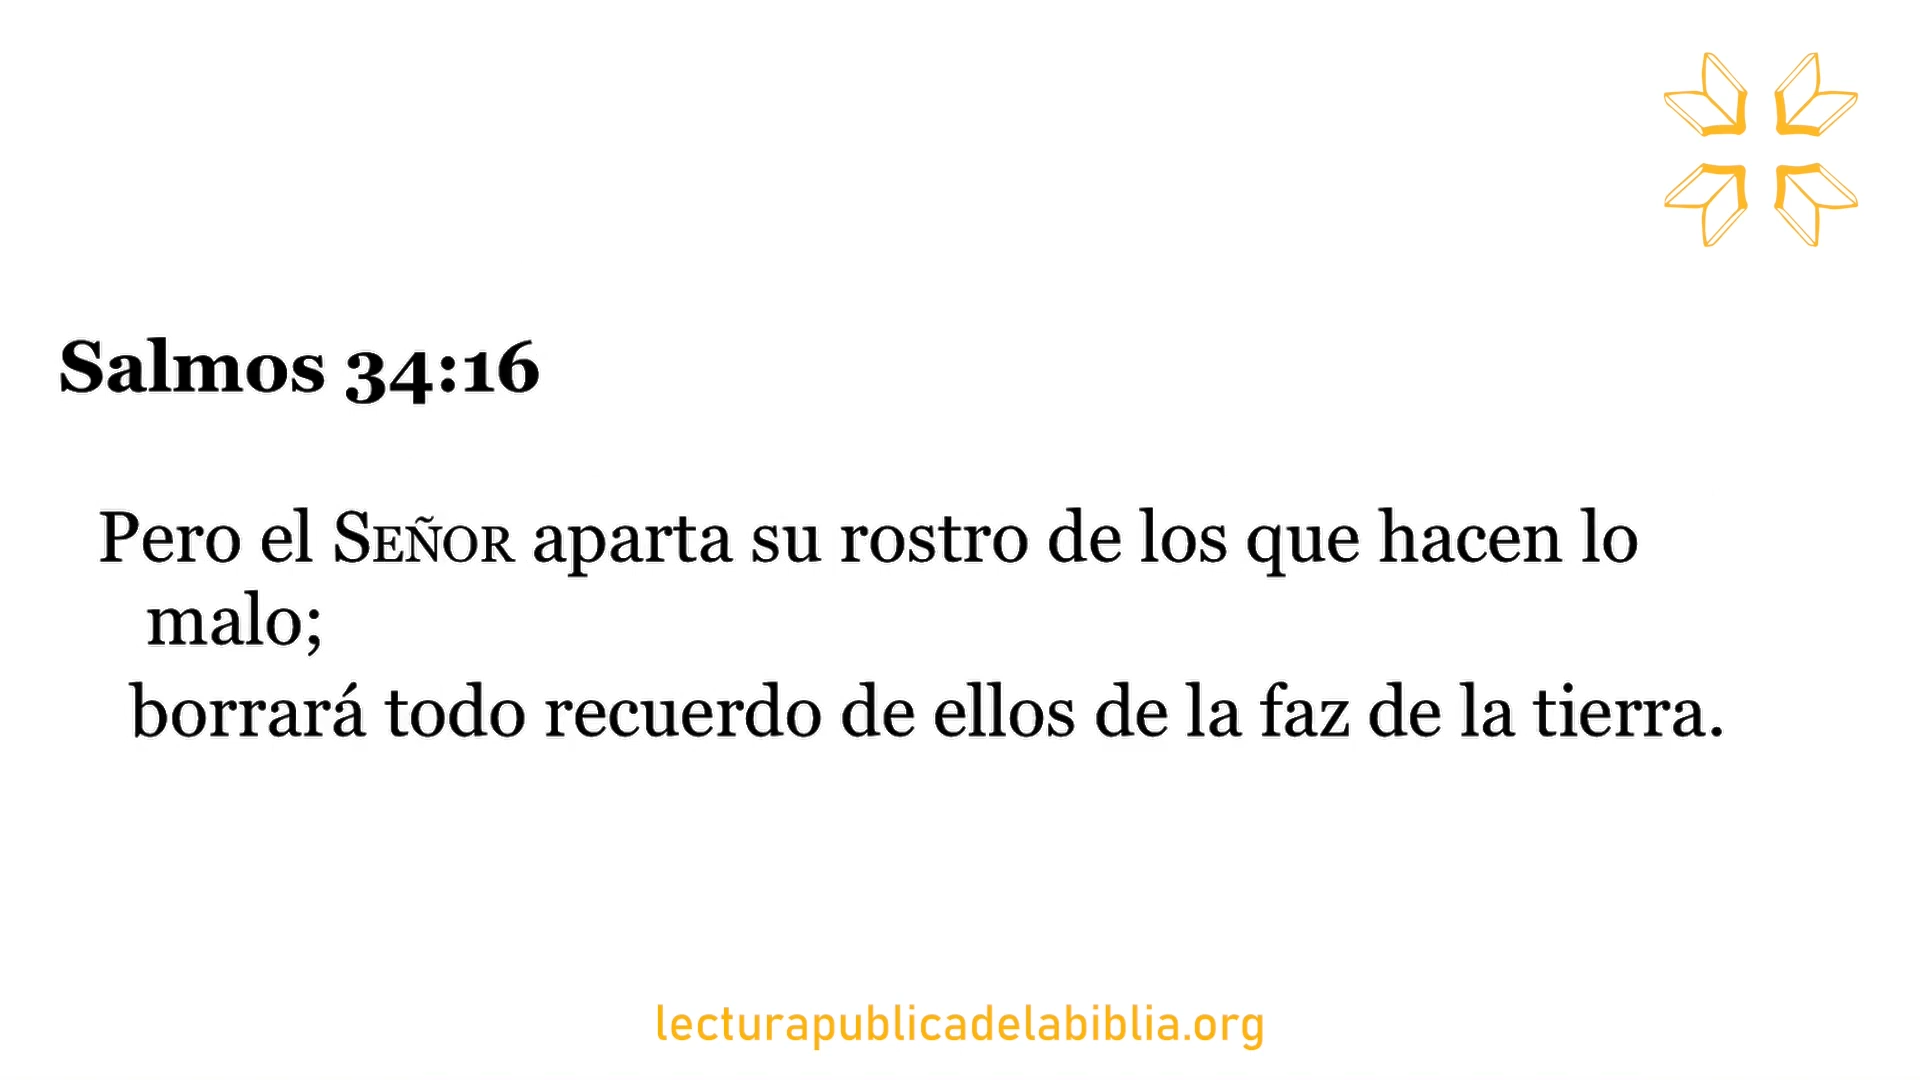 Salmos 34:16
Pero el SEÑOR aparta su rostro de los que hacen lo
malo;
borrará todo recuerdo de ellos de la faz de la tierra.
lecturapublicadelabiblia.org